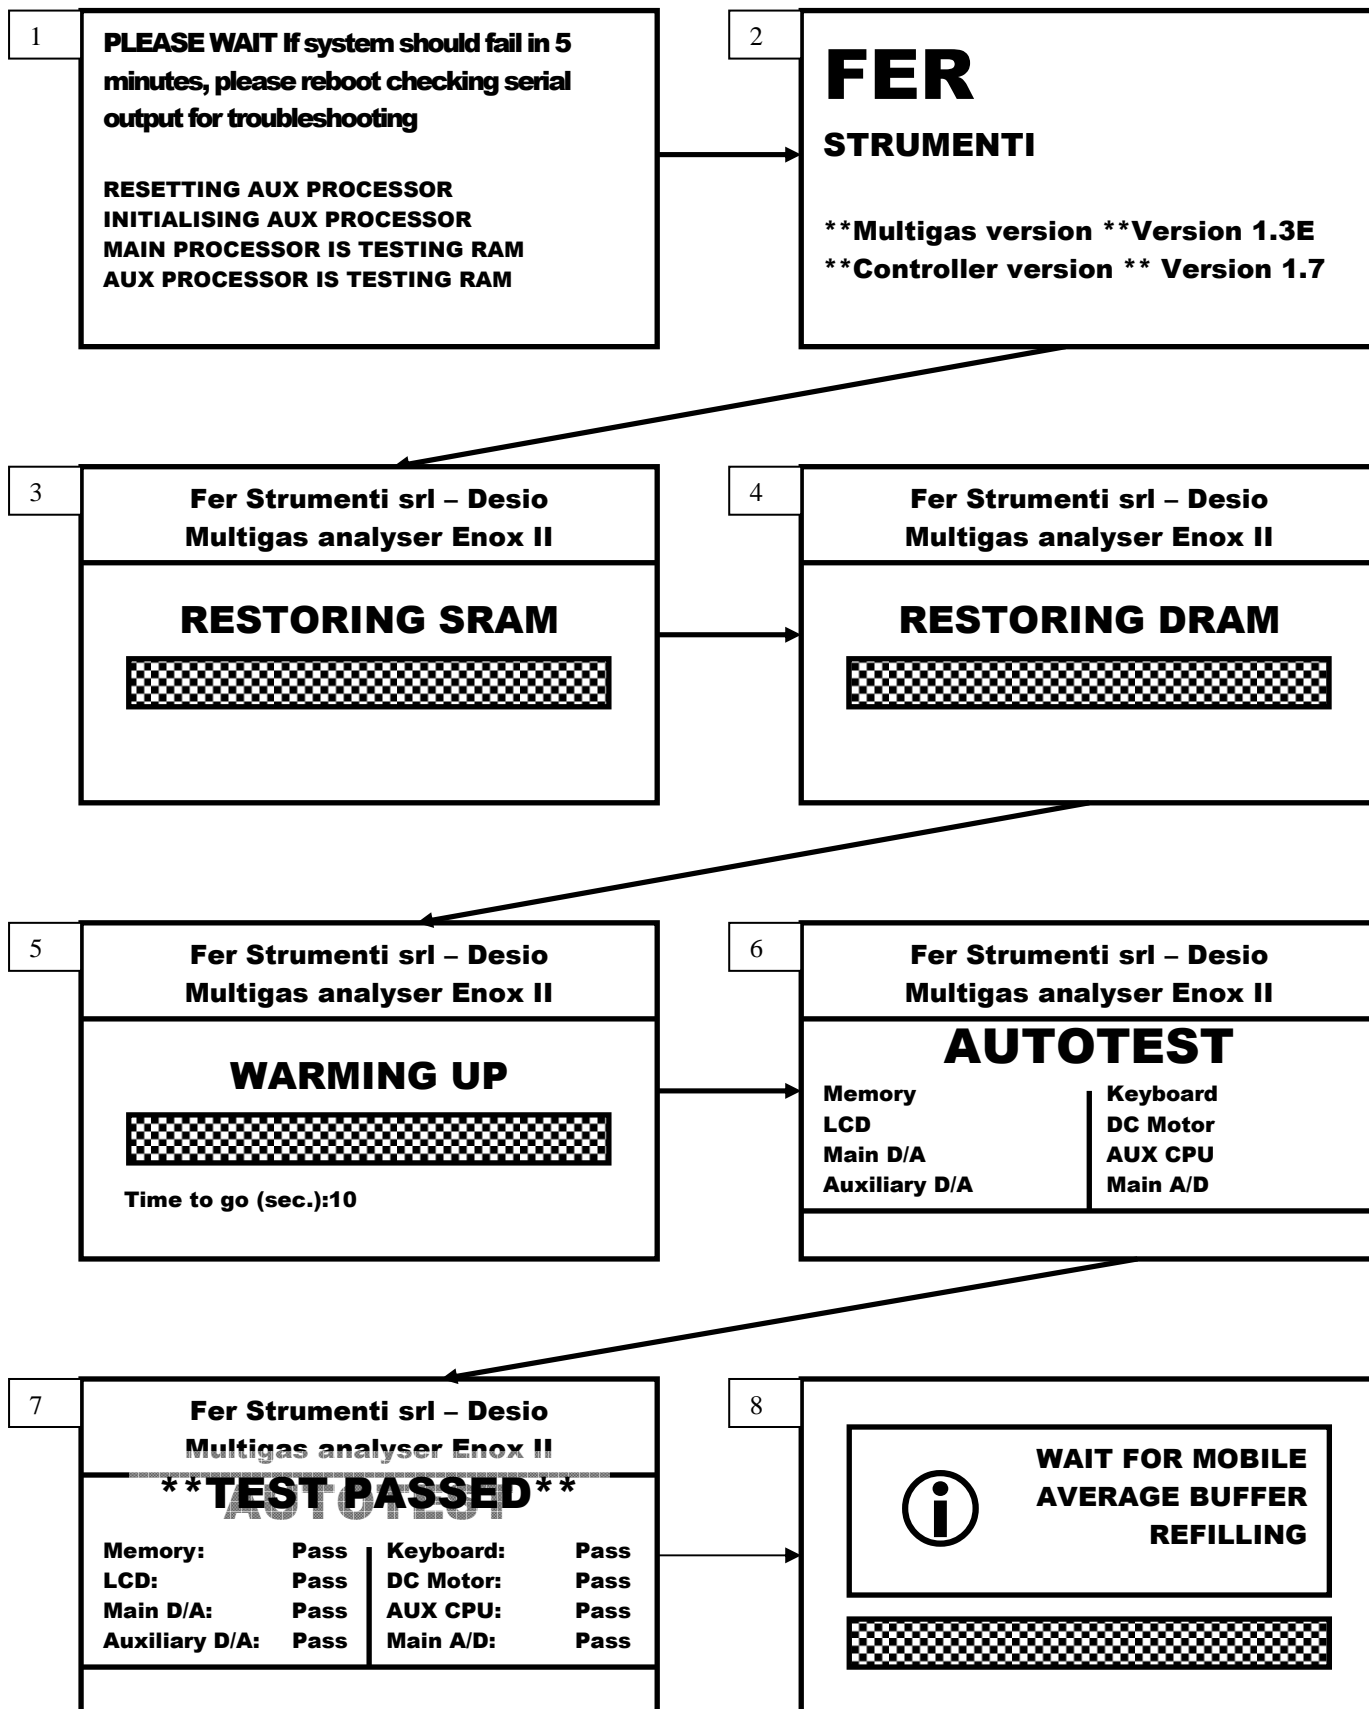 1
PLEASE WAIT If system should fail in 5
minutes, please reboot checking serial
output for troubleshooting
RESETTING AUX PROCESSOR
INITIALISING AUX PROCESSOR
MAIN PROCESSOR IS TESTING RAM
AUX PROCESSOR IS TESTING RAM
2
FER
STRUMENTI
**Multigas version **Version 1.3E
**Controller version ** Version 1.7
3
Fer Strumenti srl – Desio
Multigas analyser Enox II
RESTORING SRAM
4
Fer Strumenti srl – Desio
Multigas analyser Enox II
RESTORING DRAM
5
Fer Strumenti srl – Desio
Multigas analyser Enox II
WARMING UP
Time to go (sec.):10
6
Fer Strumenti srl – Desio
Multigas analyser Enox II
AUTOTEST
Memory Keyboard
LCD DC Motor
Main D/A AUX CPU
Auxiliary D/A Main A/D
7
Fer Strumenti srl – Desio
Multigas analyser Enox II
**TEST PASSED**
AUTOTEST
Memory: Pass Keyboard: Pass
LCD: Pass DC Motor: Pass
Main D/A: Pass AUX CPU: Pass
Auxiliary D/A: Pass Main A/D: Pass
8
WAIT FOR MOBILE
AVERAGE BUFFER
REFILLING